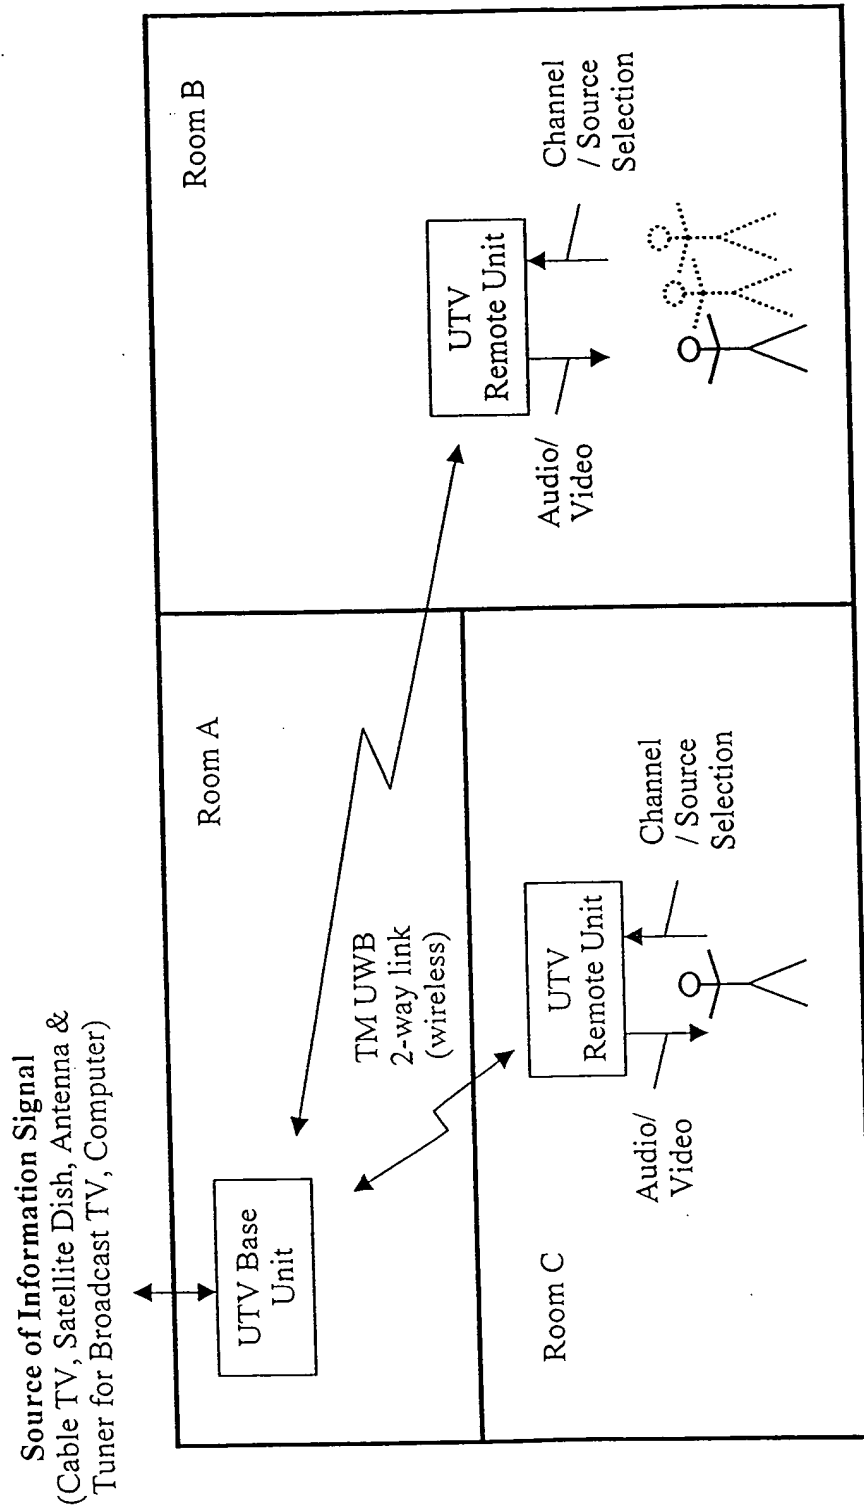 Source of Information Signal
(Cable TV, Satellite Dish, Antenna &
Tuner for Broadcast TV, Computer)
UTV Base
Unit
Room A
Room B
TM UWB
2-way link
(wireless)
UTV
Remote Unit
Audio/
Video
Channel
/ Source
Selection
Room C
UTV
Remote Unit
Audio/
Video
Channel
/ Source
Selection